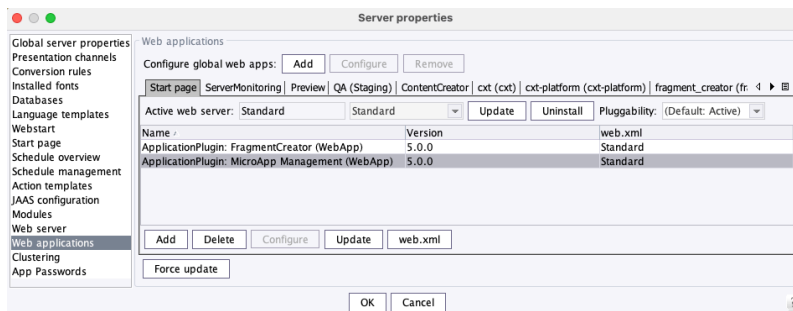 Server properties
Global server properties
Presentation channels
Conversion rules
Installed fonts
Databases
Language templates
Webstart
Start page
Schedule overview
Schedule management
Action templates
JAAS configuration
Modules
Web server
Web applications
Clustering
App Passwords
Web applications
Configure global web apps: Add Configure Remove
Start page ServerMonitoring Preview QA (Staging) ContentCreator cxt (cxt) cxt-platform (cxt-platform) fragment_creator (fr
Active web server: Standard Standard Update Uninstall Pluggability: (Default: Active)
Name Version web.xml
ApplicationPlugin: FragmentCreator (WebApp) 5.0.0 Standard
ApplicationPlugin: MicroApp Management (WebApp) 5.0.0 Standard
Add Delete Configure Update web.xml
Force update
OK Cancel ?